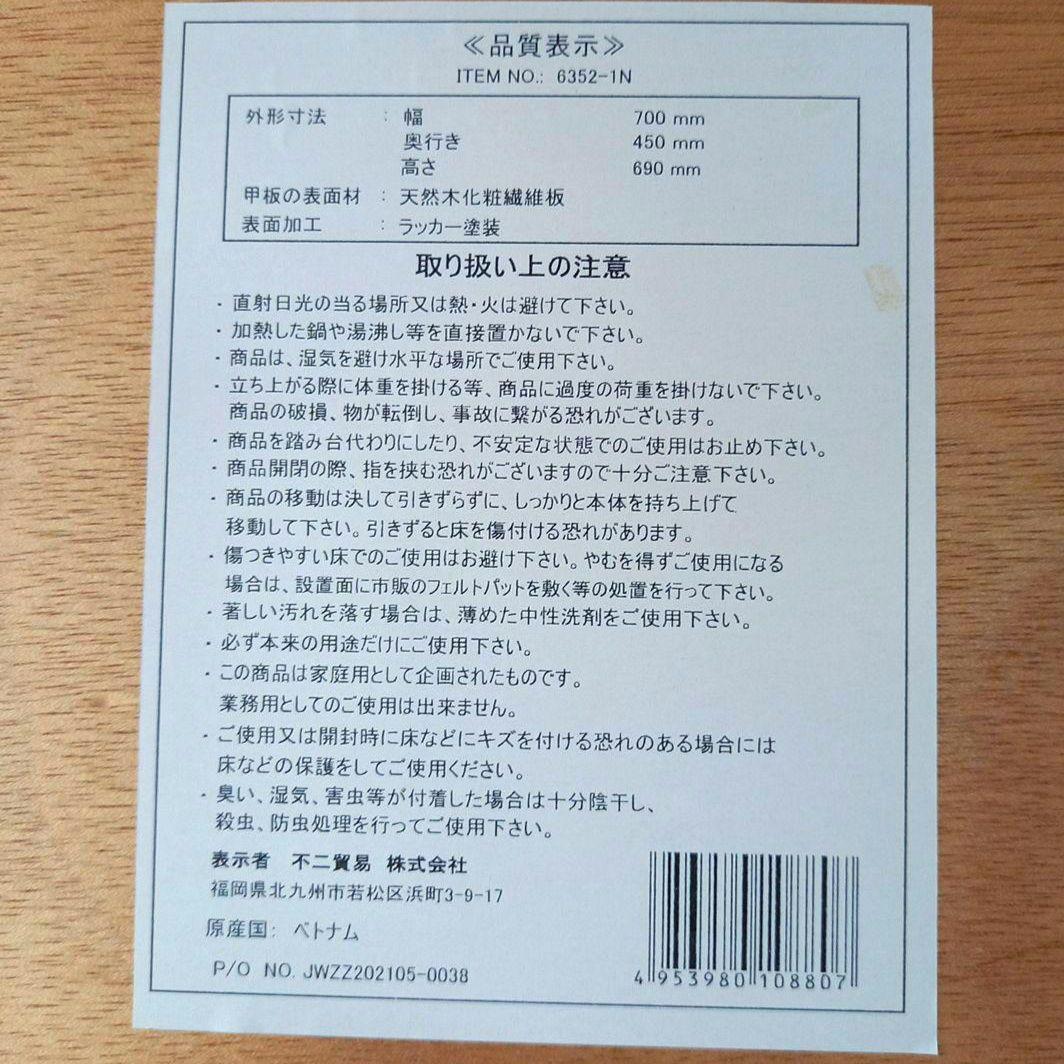 ≪品質表示≫
ITEM NO.: 6352-1N
外形寸法 : 幅 700 mm
奥行き 450 mm
高さ 690 mm
甲板の表面材 : 天然木化粧繊維板
表面加工 : ラッカー塗装
取り扱い上の注意
・直射日光の当る場所又は熱・火は避けて下さい。
・加熱した鍋や湯沸し等を直接置かないで下さい。
・商品は、湿気を避け水平な場所でご使用下さい。
・立ち上がる際に体重を掛ける等、商品に過度の荷重を掛けないで下さい。
商品の破損、物が転倒し、事故に繋がる恐れがございます。
・商品を踏み台代わりにしたり、不安定な状態でのご使用はお止め下さい。
・商品開閉の際、指を挟む恐れがございますので十分ご注意下さい。
・商品の移動は決して引きずらずに、しっかりと本体を持ち上げて
移動して下さい。引きずると床を傷付ける恐れがあります。
・傷つきやすい床でのご使用はお避け下さい。やむを得ずご使用になる
場合は、設置面に市販のフェルトパットを敷く等の処置を行って下さい。
・著しい汚れを落す場合は、薄めた中性洗剤をご使用下さい。
・必ず本来の用途だけにご使用下さい。
・この商品は家庭用として企画されたものです。
業務用としてのご使用は出来ません。
・ご使用又は開封時に床などにキズを付ける恐れのある場合には
床などの保護をしてご使用ください。
・臭い、湿気、害虫等が付着した場合は十分陰干し、
殺虫、防虫処理を行ってご使用下さい。
表示者 不二貿易 株式会社
福岡県北九州市若松区浜町3-9-17
原産国: ベトナム
P/O NO. JWZZ202105-0038
4 953980 108807